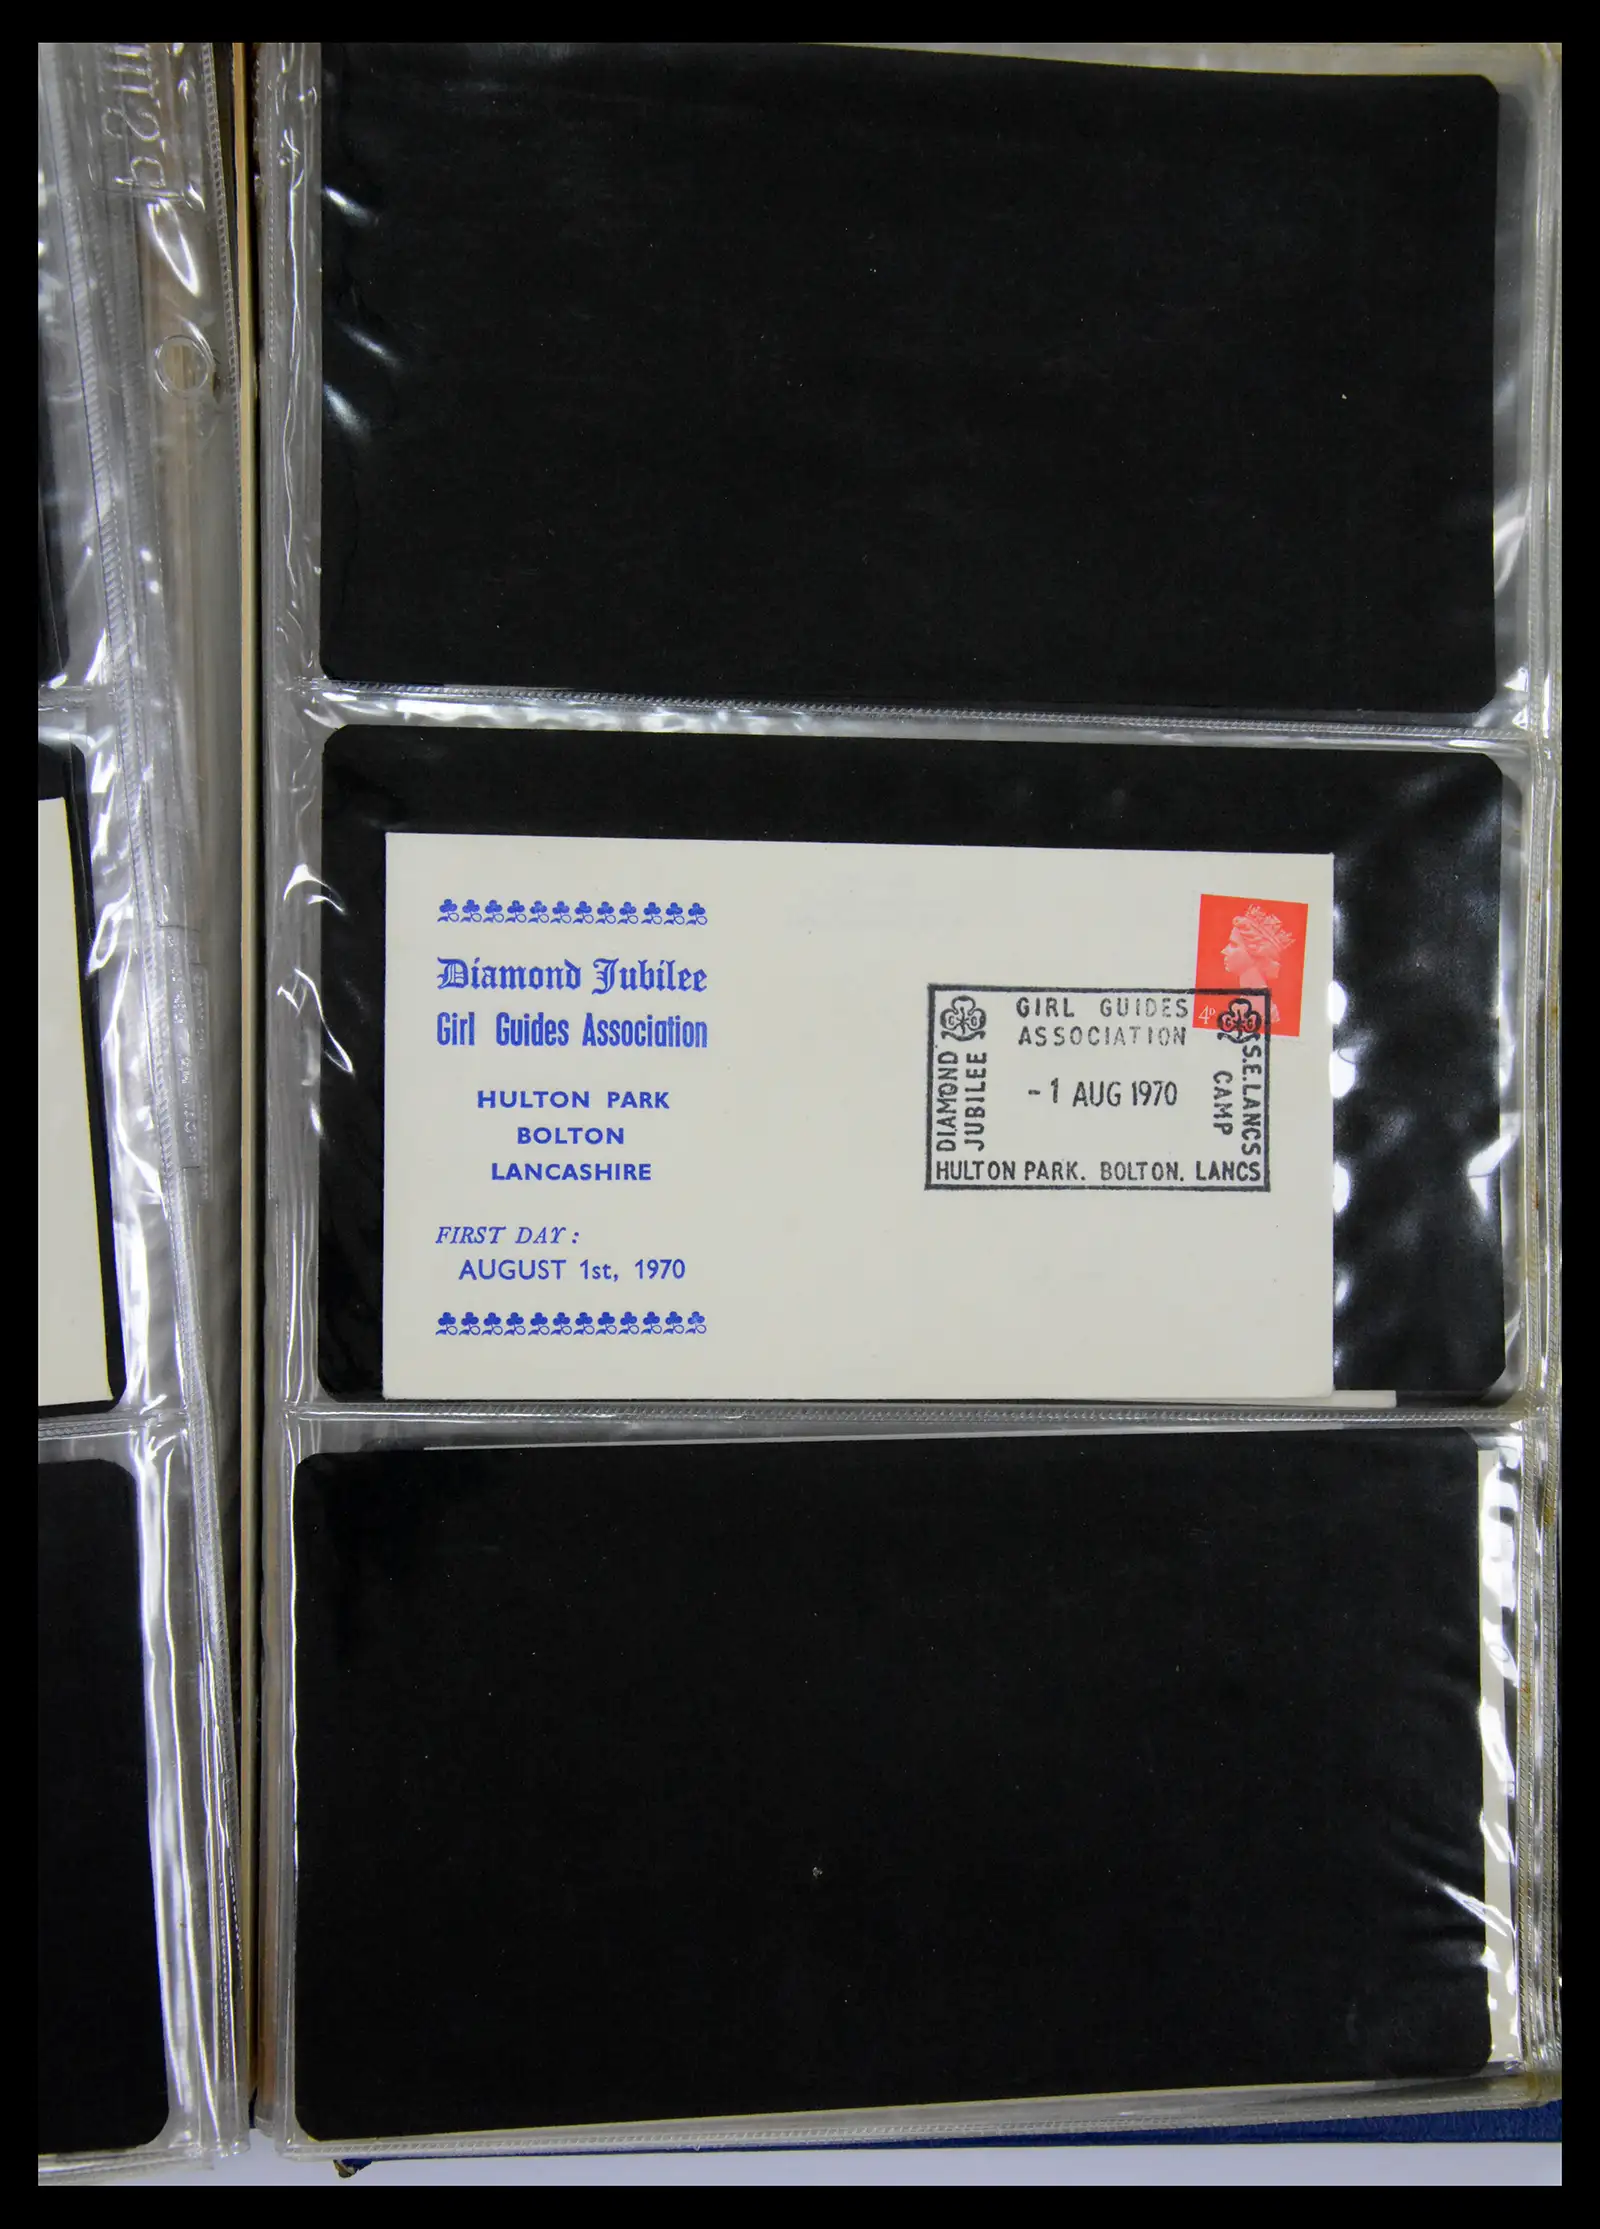 Diamond Jubilee
Girl Guides Association
HULTON PARK
BOLTON
LANCASHIRE
FIRST DAY:
AUGUST 1st, 1970
4D
GIRL GUIDES
ASSOCIATION
DIAMOND
JUBILEE
- 1 AUG 1970
S.E.LANCS
CAMP
HULTON PARK. BOLTON. LANCS